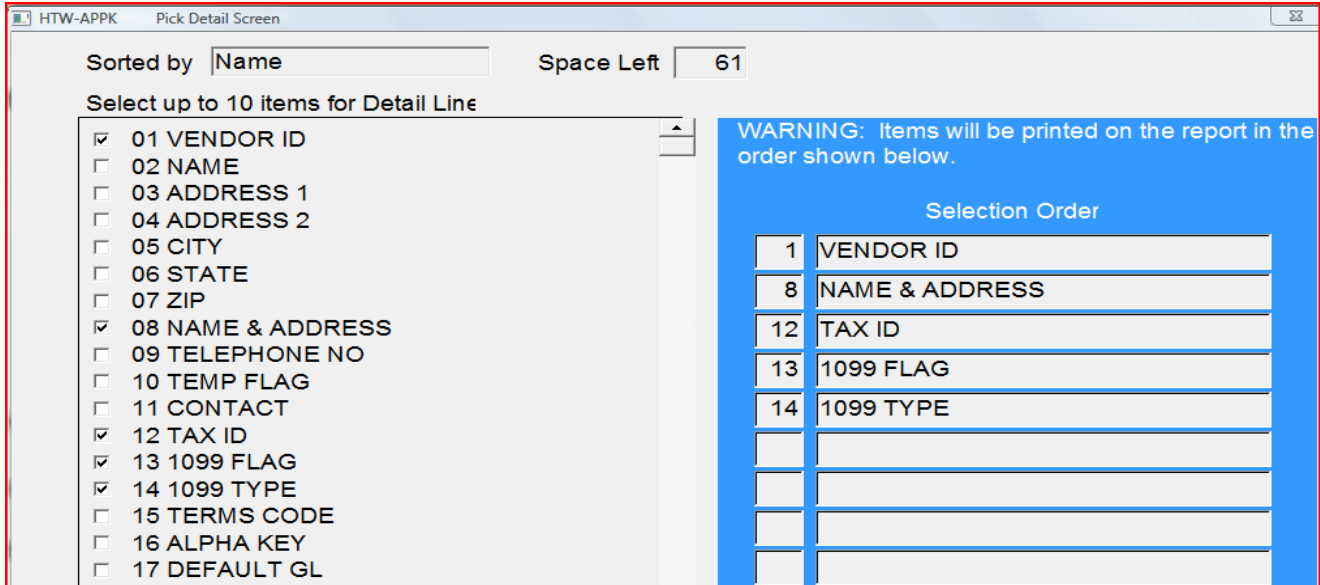 HTW-APPK Pick Detail Screen
Sorted by Name Space Left 61
Select up to 10 items for Detail Line
01 VENDOR ID
02 NAME
03 ADDRESS 1
04 ADDRESS 2
05 CITY
06 STATE
07 ZIP
08 NAME & ADDRESS
09 TELEPHONE NO
10 TEMP FLAG
11 CONTACT
12 TAX ID
13 1099 FLAG
14 1099 TYPE
15 TERMS CODE
16 ALPHA KEY
17 DEFAULT GL
WARNING: Items will be printed on the report in the
order shown below.
Selection Order
1 VENDOR ID
8 NAME & ADDRESS
12 TAX ID
13 1099 FLAG
14 1099 TYPE